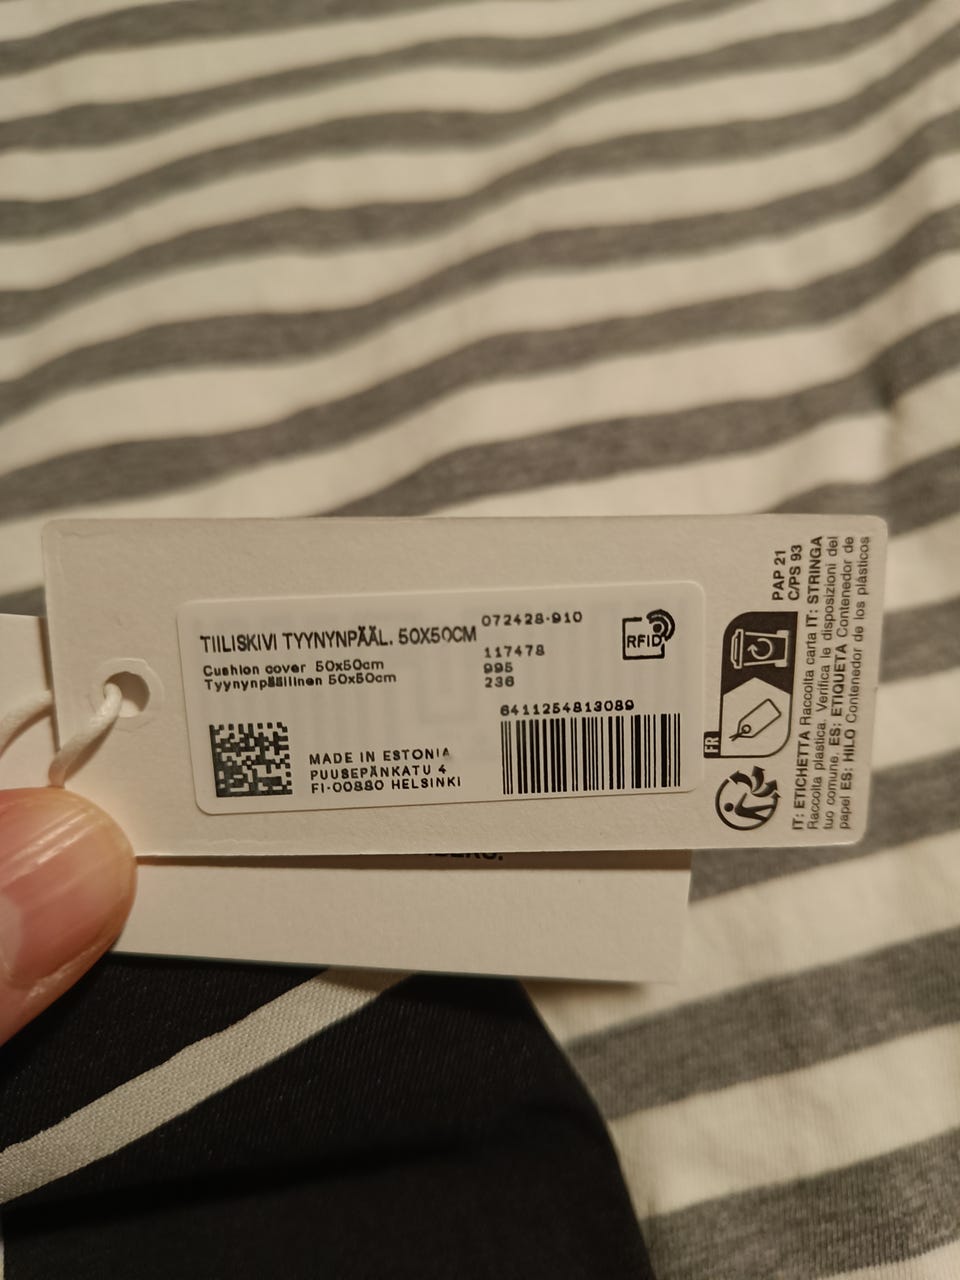 TIILISKIVI TYYNYNPÄÄL. 50X50CM
Cushion cover 50x50cm
Tyynynpäällinen 50x50cm
072428-910
117478
995
236
RFID
6411254813089
MADE IN ESTONIA
PUUSEPÄNKATU 4
FI-00880 HELSINKI
FR
PAP 21
C/PS 93
IT: ETICHETTA Raccolta carta IT: STRINGA
Raccolta plastica. Verifica le disposizioni del
tuo comune. ES: ETIQUETA Contenedor de
papel ES: HILO Contenedor de los plásticos